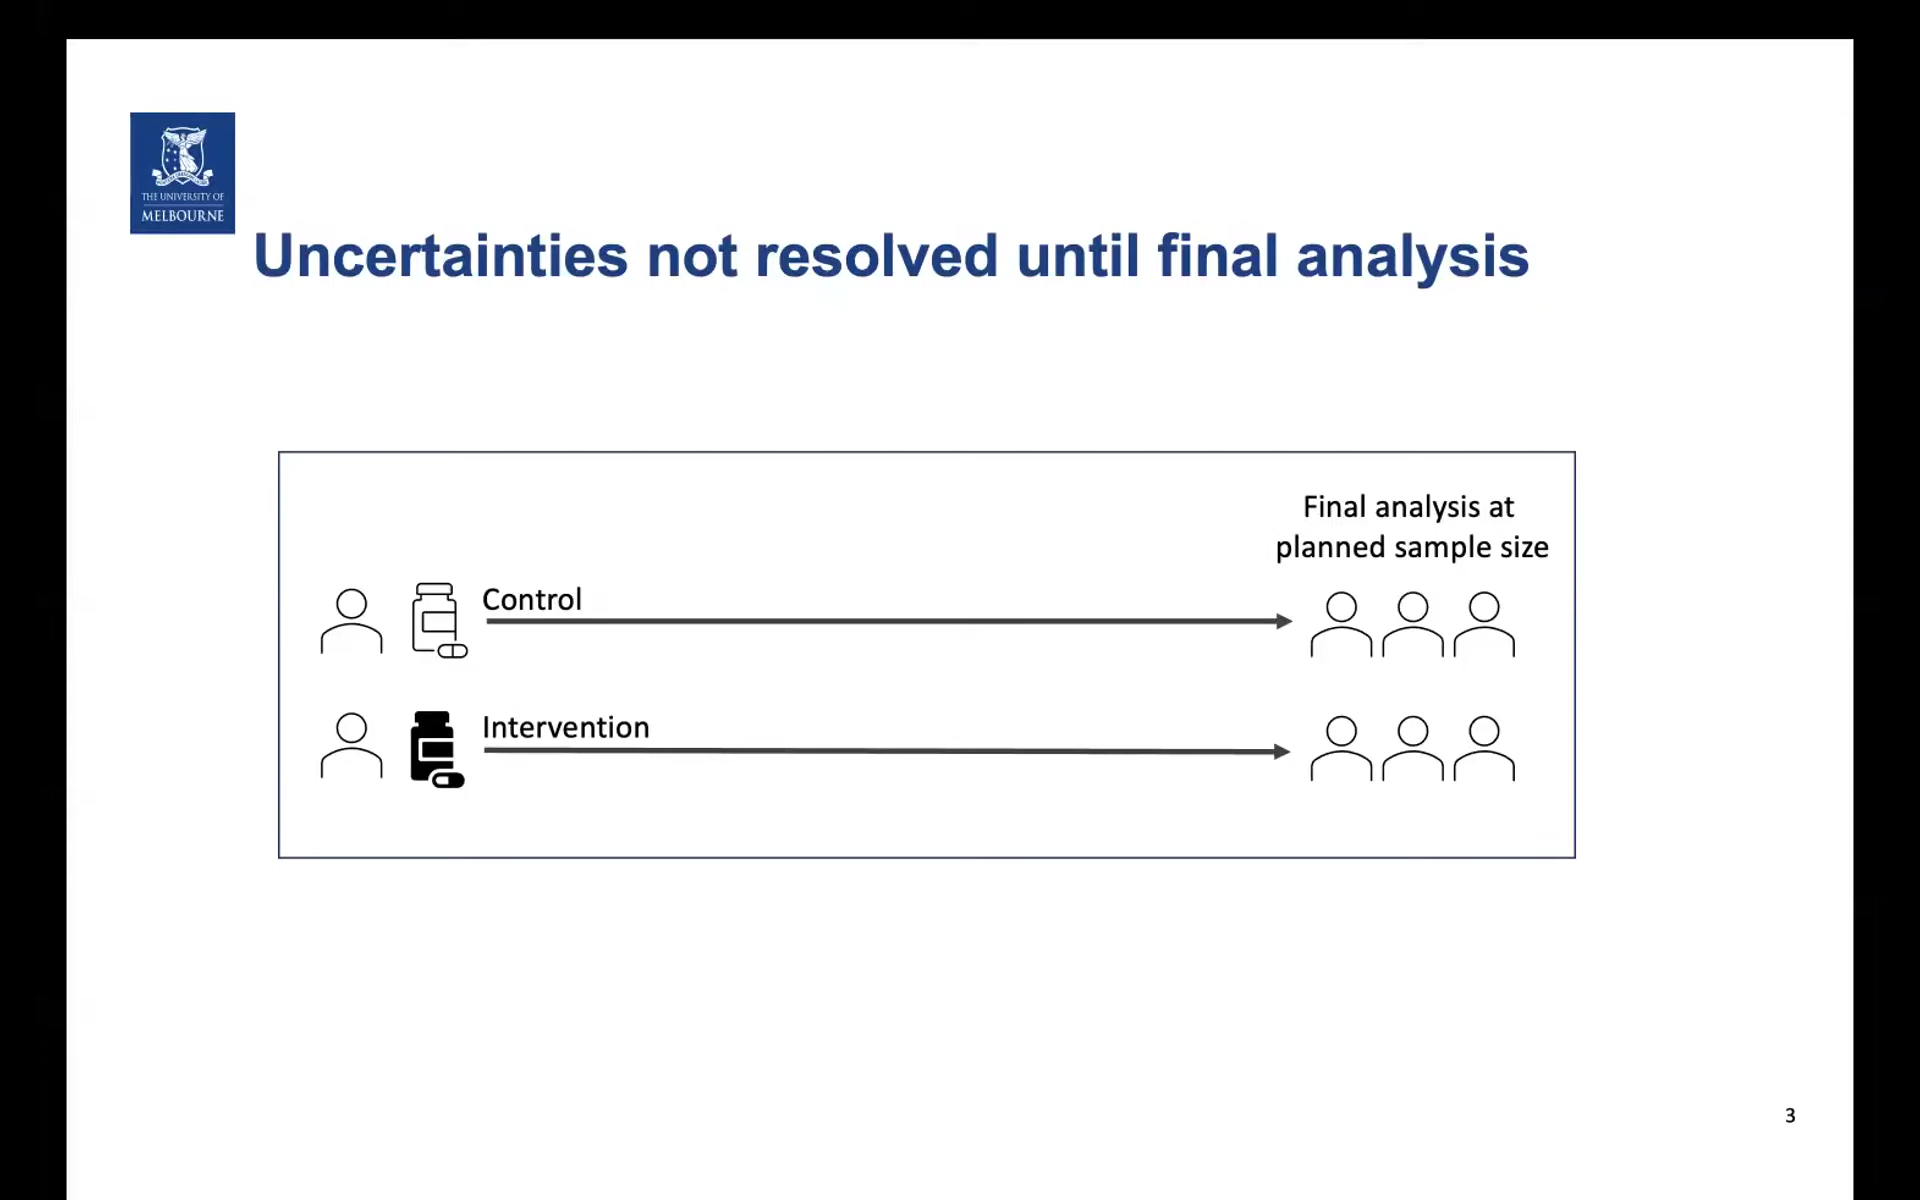 THE UNIVERSITY OF
MELBOURNE
Uncertainties not resolved until final analysis
Final analysis at
planned sample size
Control
Intervention
3